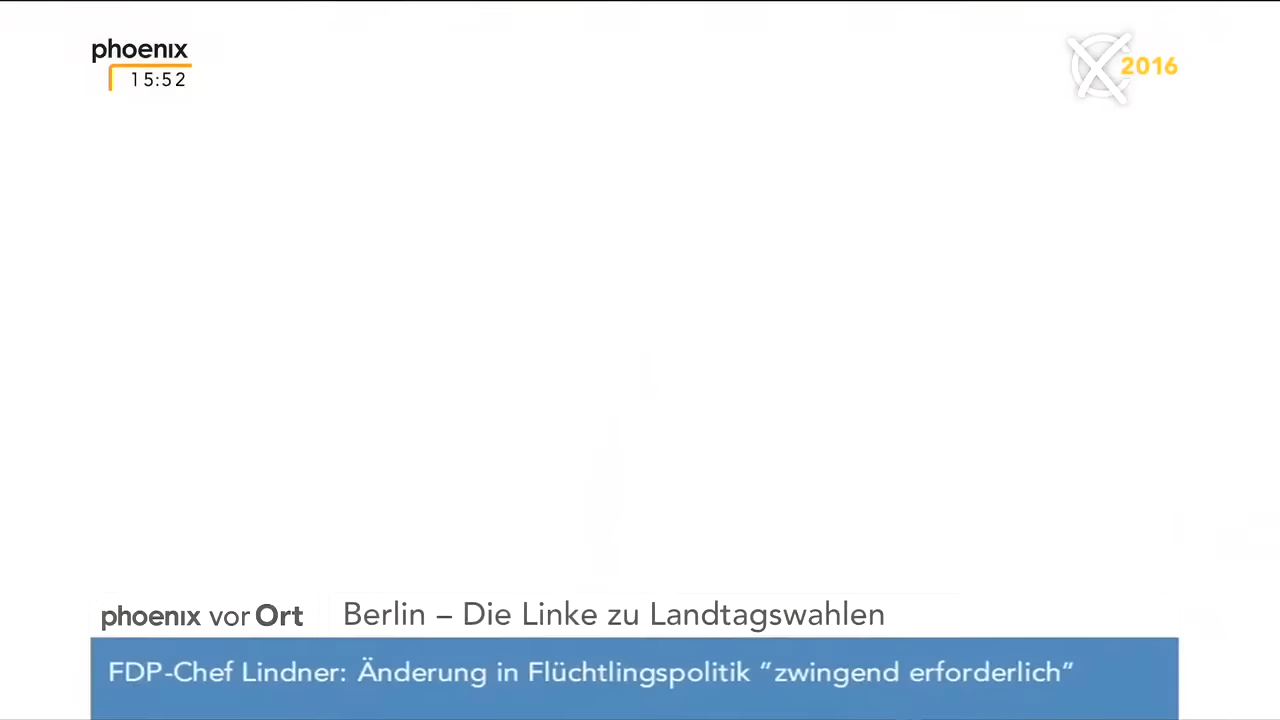 phoenix
15:52
2016
phoenix vor Ort
Berlin – Die Linke zu Landtagswahlen
FDP-Chef Lindner: Änderung in Flüchtlingspolitik "zwingend erforderlich"